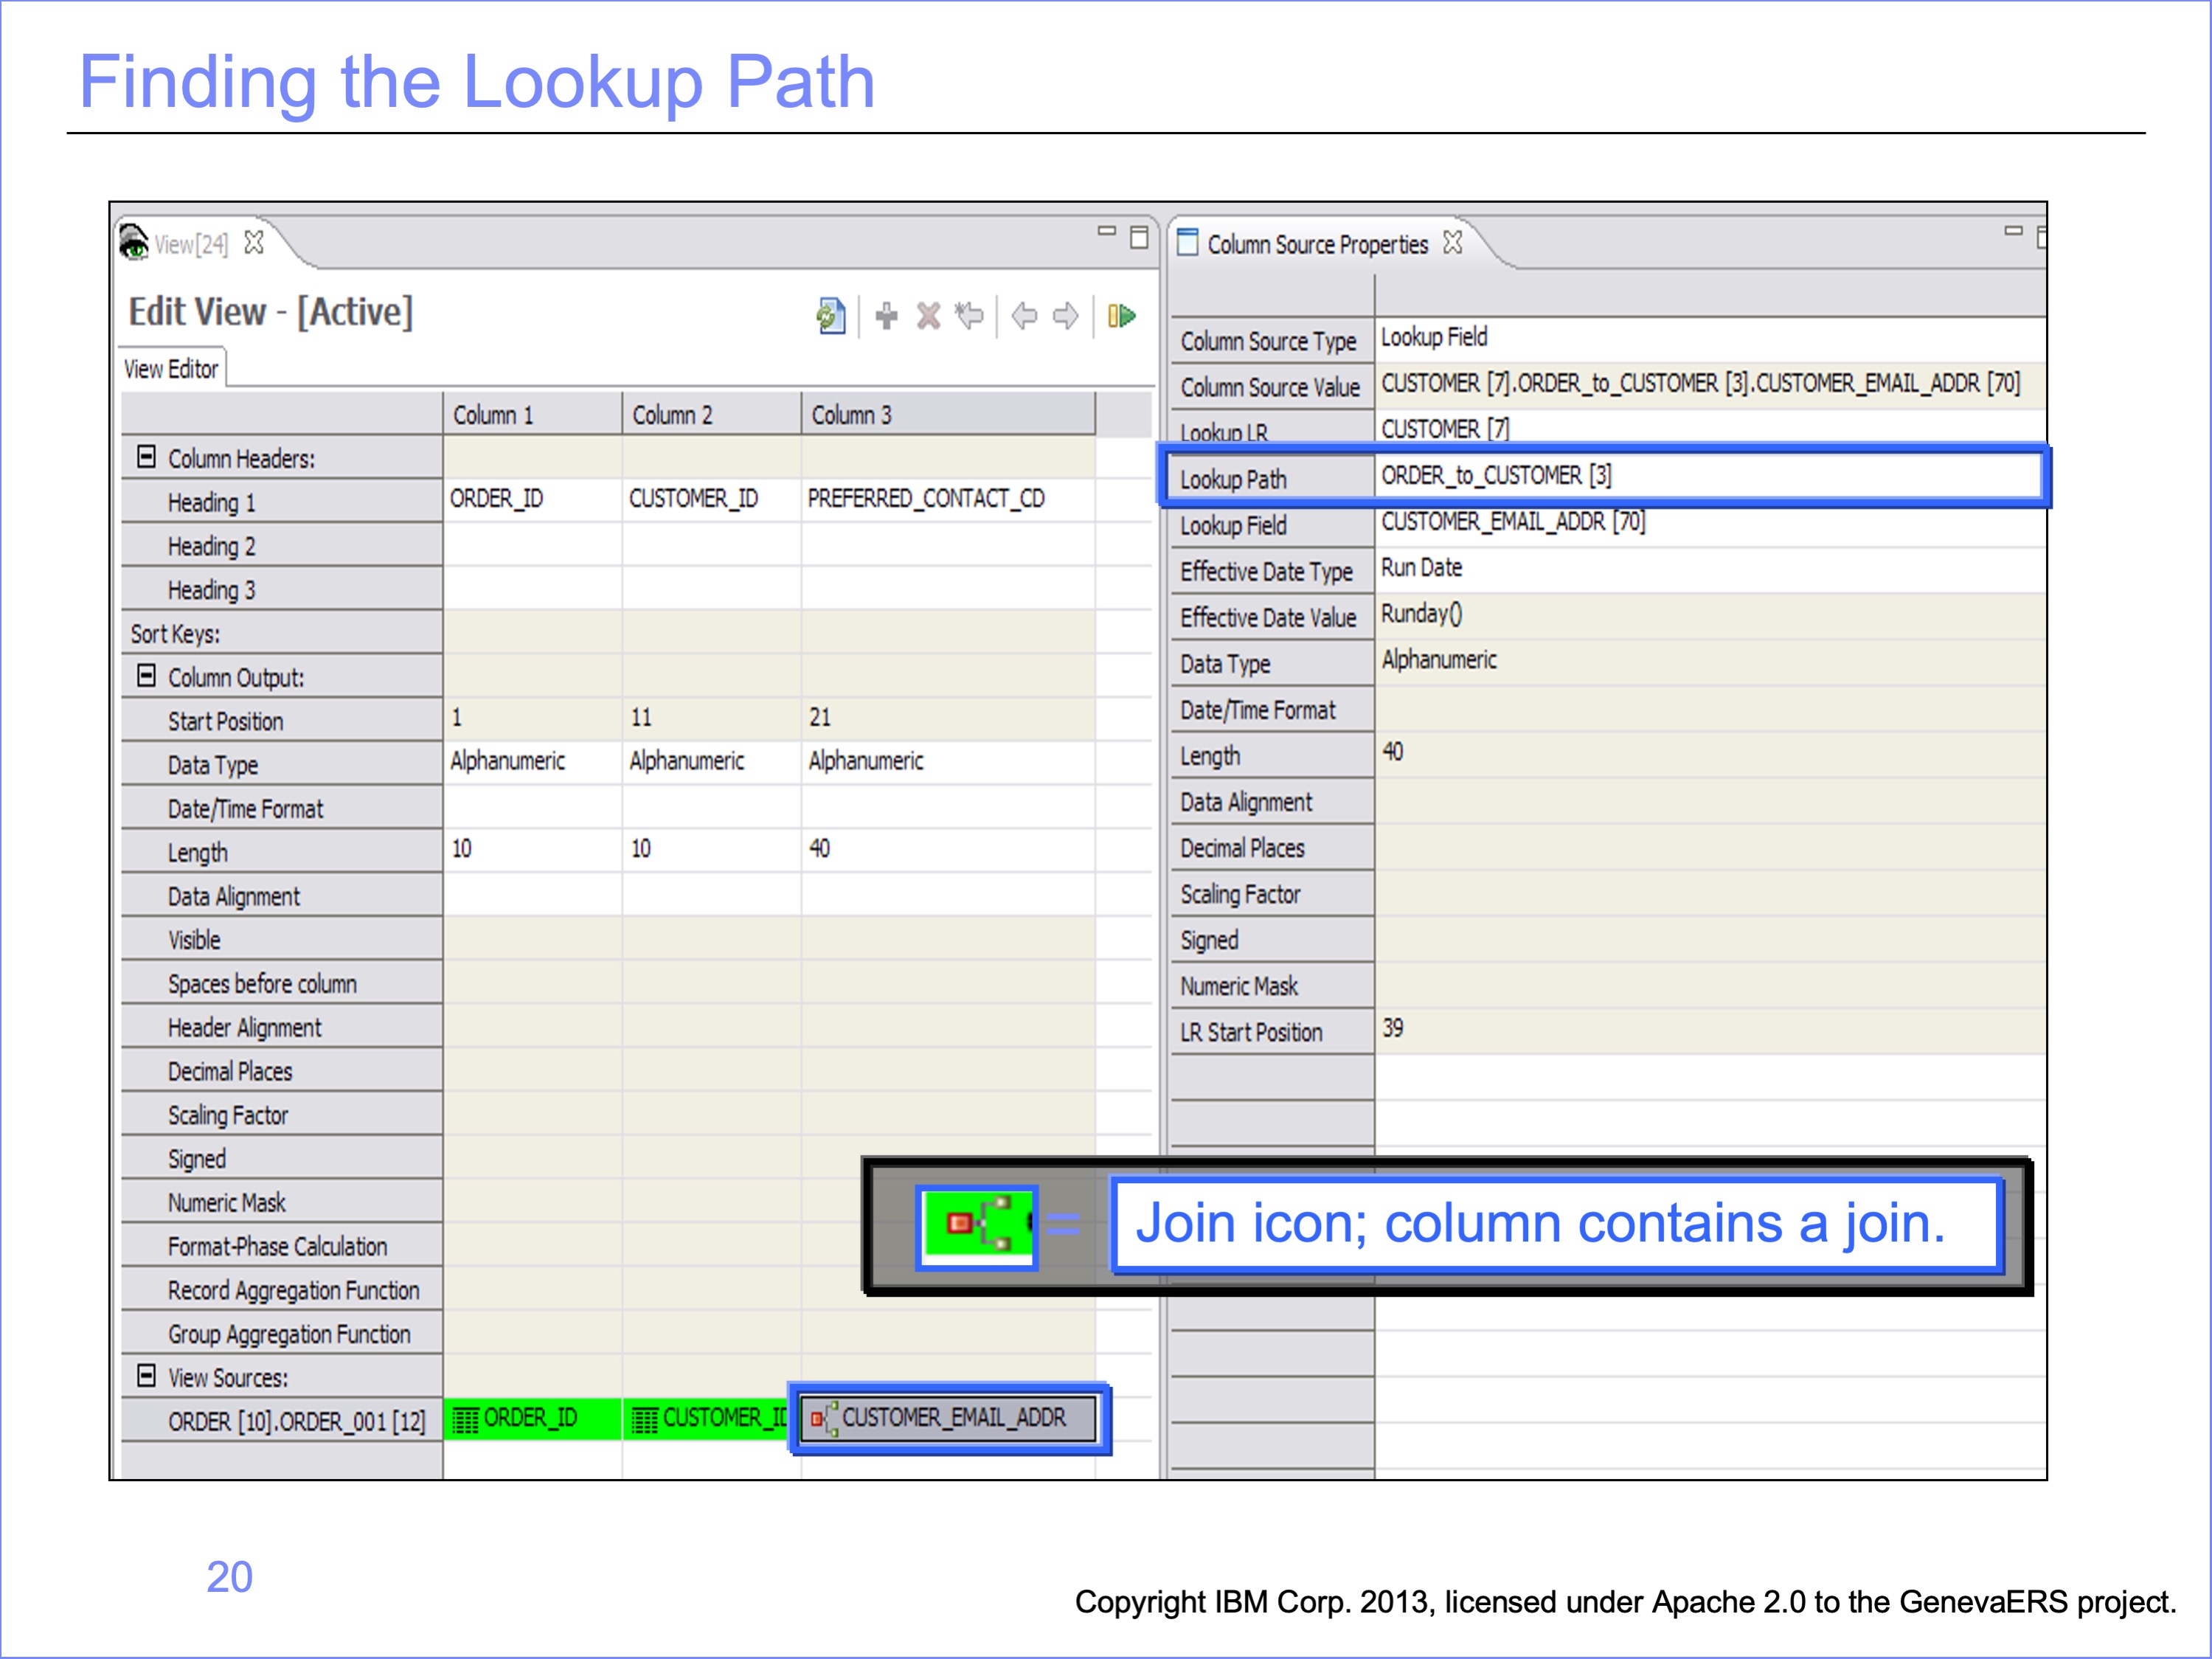 Finding the Lookup Path
View[24]
Edit View - [Active]
View Editor
Column 1 Column 2 Column 3
Column Headers:
Heading 1 ORDER_ID CUSTOMER_ID PREFERRED_CONTACT_CD
Heading 2
Heading 3
Sort Keys:
Column Output:
Start Position 1 11 21
Data Type Alphanumeric Alphanumeric Alphanumeric
Date/Time Format
Length 10 10 40
Data Alignment
Visible
Spaces before column
Header Alignment
Decimal Places
Scaling Factor
Signed
Numeric Mask
Format-Phase Calculation
Record Aggregation Function
Group Aggregation Function
View Sources:
ORDER [10].ORDER_001 [12] ORDER_ID CUSTOMER_ID CUSTOMER_EMAIL_ADDR
Column Source Properties
Column Source Type Lookup Field
Column Source Value CUSTOMER [7].ORDER_to_CUSTOMER [3].CUSTOMER_EMAIL_ADDR [70]
Lookup LR CUSTOMER [7]
Lookup Path ORDER_to_CUSTOMER [3]
Lookup Field CUSTOMER_EMAIL_ADDR [70]
Effective Date Type Run Date
Effective Date Value Runday()
Data Type Alphanumeric
Date/Time Format
Length 40
Data Alignment
Decimal Places
Scaling Factor
Signed
Numeric Mask
LR Start Position 39
= Join icon; column contains a join.
20
Copyright IBM Corp. 2013, licensed under Apache 2.0 to the GenevaERS project.